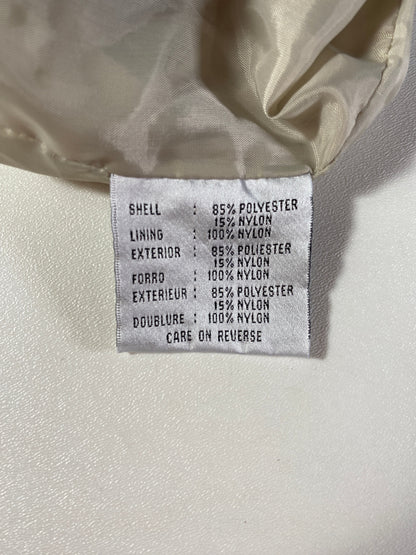 SHELL : 85% POLYESTER
15% NYLON
LINING : 100% NYLON
EXTERIOR : 85% POLIESTER
15% NYLON
FORRO : 100% NYLON
EXTERIEUR : 85% POLYESTER
15% NYLON
DOUBLURE : 100% NYLON
CARE ON REVERSE